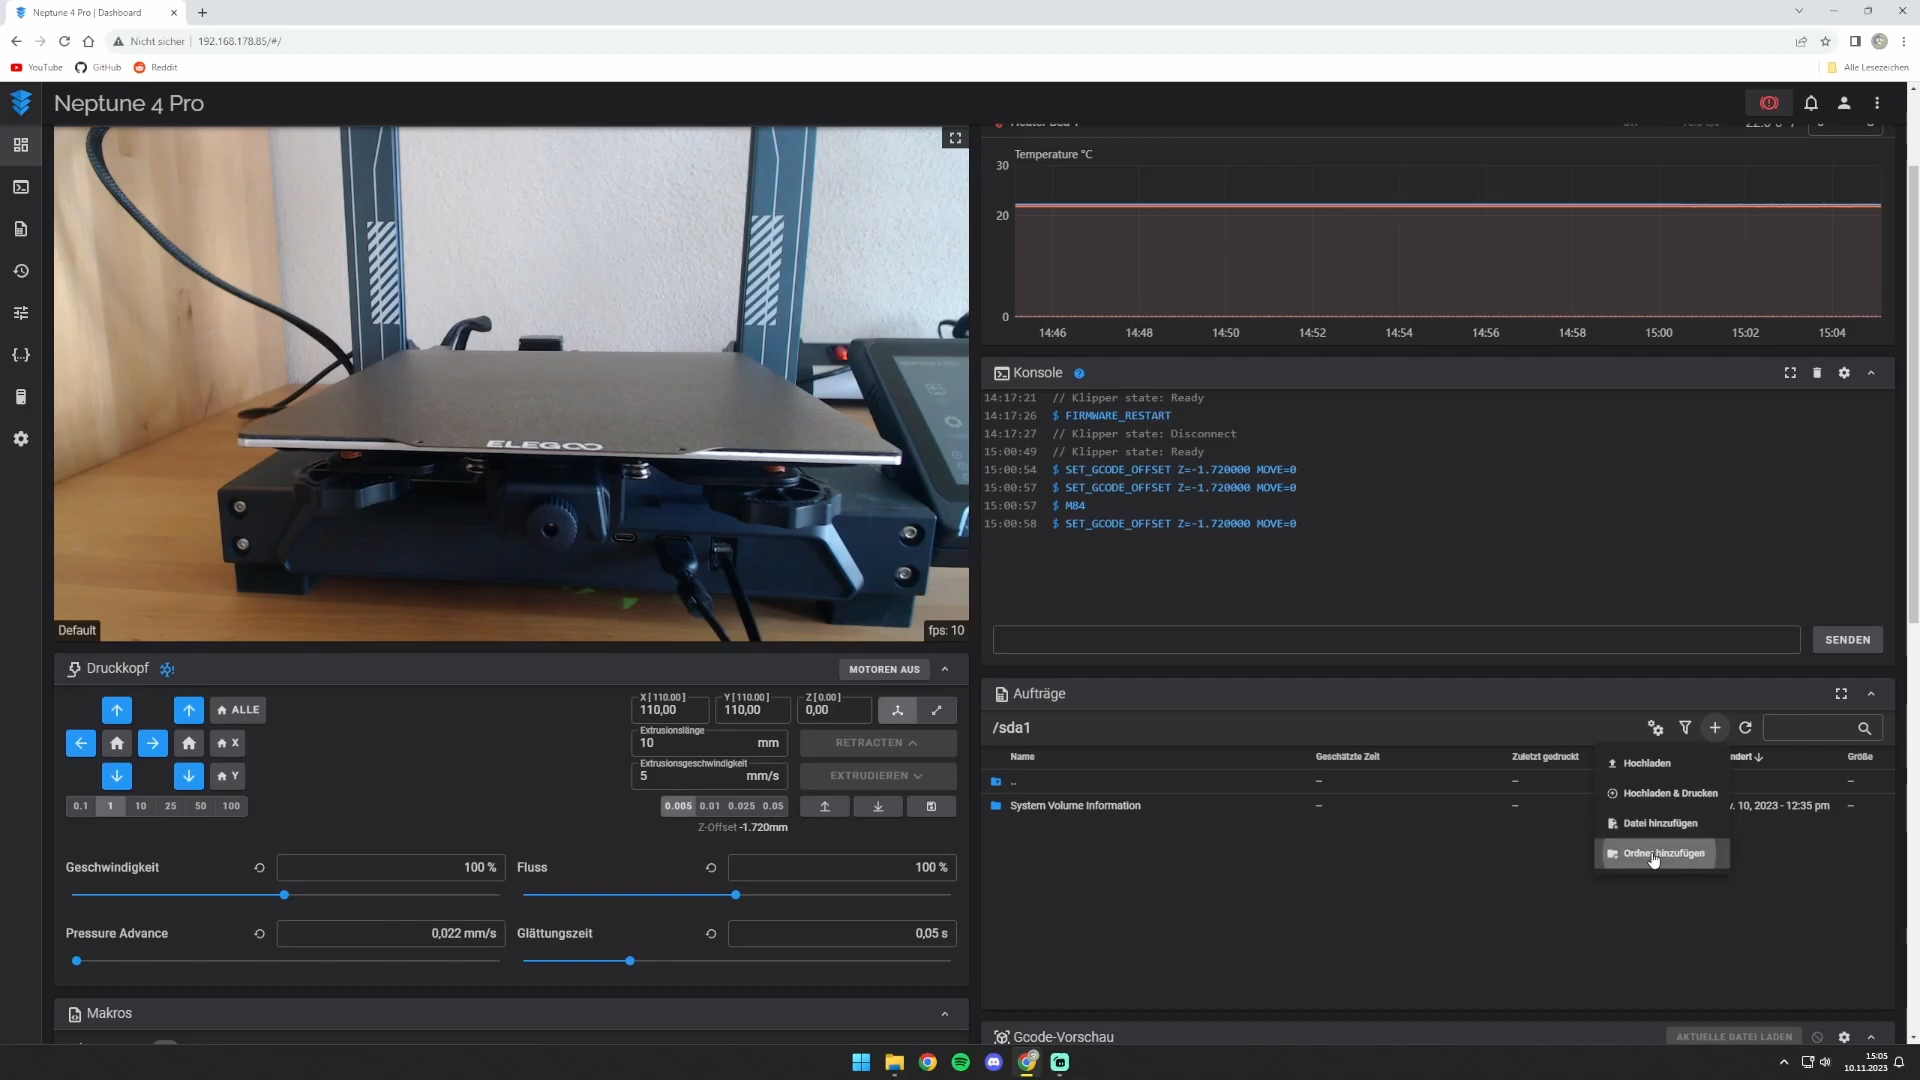 Neptune 4 Pro | Dashboard
Nicht sicher
192.168.178.85/#/
YouTube
GitHub
Reddit
Alle Lesezeichen
Neptune 4 Pro
Temperature °C
30
20
0
14:46
14:48
14:50
14:52
14:54
14:56
14:58
15:00
15:02
15:04
ELEGOO
Default
fps: 10
Konsole
14:17:21 // Klipper state: Ready
14:17:26 $ FIRMWARE_RESTART
14:17:27 // Klipper state: Disconnect
15:00:49 // Klipper state: Ready
15:00:54 $ SET_GCODE_OFFSET Z=-1.720000 MOVE=0
15:00:57 $ SET_GCODE_OFFSET Z=-1.720000 MOVE=0
15:00:57 $ M84
15:00:58 $ SET_GCODE_OFFSET Z=-1.720000 MOVE=0
SENDEN
Druckkopf
MOTOREN AUS
ALLE
X
Y
X [ 110.00 ]
110,00
Y [ 110.00 ]
110,00
Z [ 0.00 ]
0,00
Extrusionslänge
10 mm
RETRACTEN
Extrusionsgeschwindigkeit
5 mm/s
EXTRUDIEREN
0.1 1 10 25 50 100
0.005 0.01 0.025 0.05
Z-Offset -1.720mm
Geschwindigkeit
100 %
Fluss
100 %
Pressure Advance
0,022 mm/s
Glättungszeit
0,05 s
Makros
Aufträge
/sda1
Name
Geschätzte Zeit
Zuletzt gedruckt
ndert
Größe
.. – – –
System Volume Information – – v. 10, 2023 - 12:35 pm –
Hochladen
Hochladen & Drucken
Datei hinzufügen
Ordner hinzufügen
Gcode-Vorschau
AKTUELLE DATEI LADEN
15:05
10.11.2023